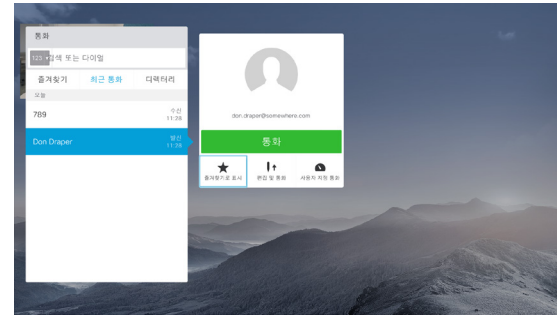 통화
123
검색 또는 다이얼
즐겨찾기 최근 통화 디렉터리
오늘
789 수신
11:28
Don Draper 발신
11:28
don.draper@somewhere.com
통화
즐겨찾기로 표시 편집 및 통화 사용자 지정 통화